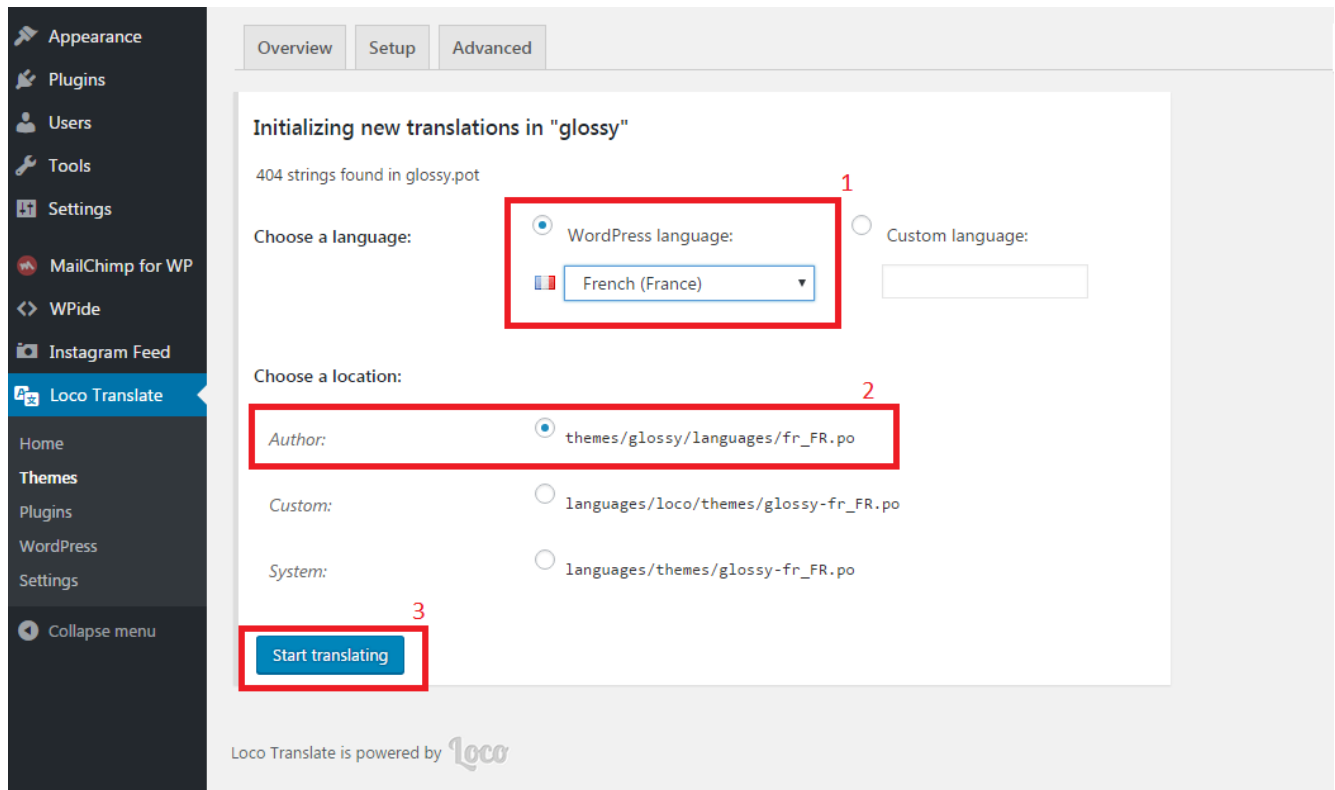 Appearance
Plugins
Users
Tools
Settings
MailChimp for WP
WPide
Instagram Feed
Loco Translate
Home
Themes
Plugins
WordPress
Settings
Collapse menu
Overview Setup Advanced
Initializing new translations in "glossy"
404 strings found in glossy.pot
1
Choose a language: WordPress language: Custom language:
French (France)
Choose a location:
2
Author: themes/glossy/languages/fr_FR.po
Custom: languages/loco/themes/glossy-fr_FR.po
System: languages/themes/glossy-fr_FR.po
3
Start translating
Loco Translate is powered by Loco